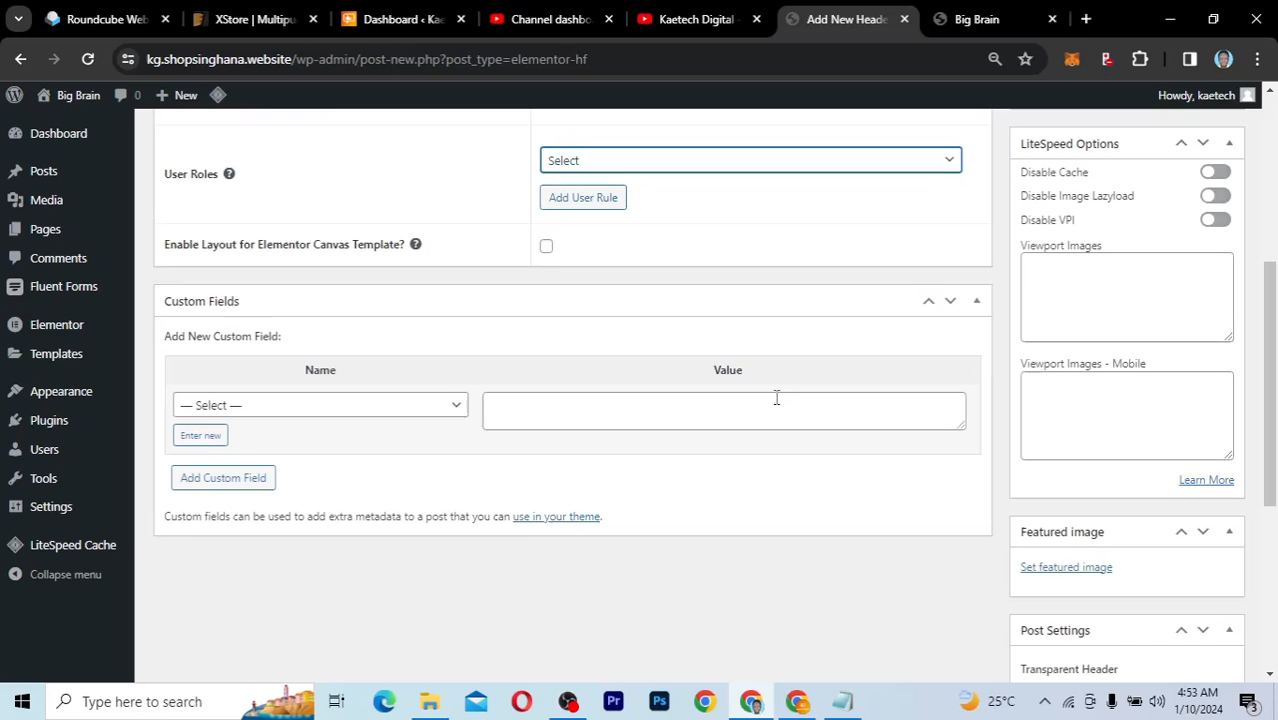 Roundcube Web
XStore | Multipu
Dashboard ‹ Kae
Channel dashbo
Kaetech Digital -
Add New Heade
Big Brain
kg.shopsinghana.website/wp-admin/post-new.php?post_type=elementor-hf
Big Brain
0
New
Howdy, kaetech
Dashboard
Posts
Media
Pages
Comments
Fluent Forms
Elementor
Templates
Appearance
Plugins
Users
Tools
Settings
LiteSpeed Cache
Collapse menu
User Roles
Select
Add User Rule
Enable Layout for Elementor Canvas Template?
Custom Fields
Add New Custom Field:
Name
Value
— Select —
Enter new
Add Custom Field
Custom fields can be used to add extra metadata to a post that you can use in your theme.
LiteSpeed Options
Disable Cache
Disable Image Lazyload
Disable VPI
Viewport Images
Viewport Images - Mobile
Learn More
Featured image
Set featured image
Post Settings
Transparent Header
Type here to search
Pr
Ps
25°C
4:53 AM
1/10/2024
3